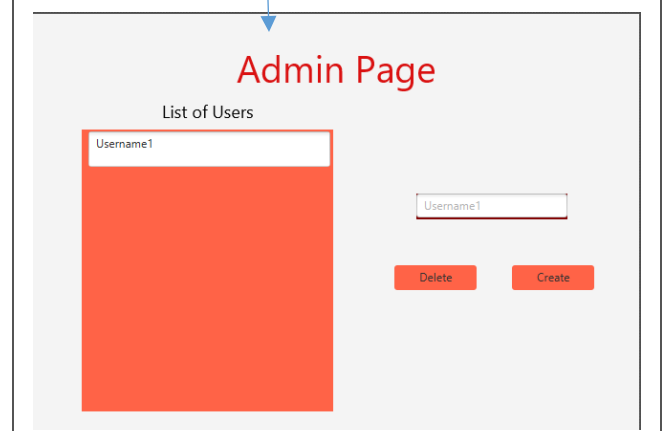 Admin Page
List of Users
Username1
Username1
Delete Create